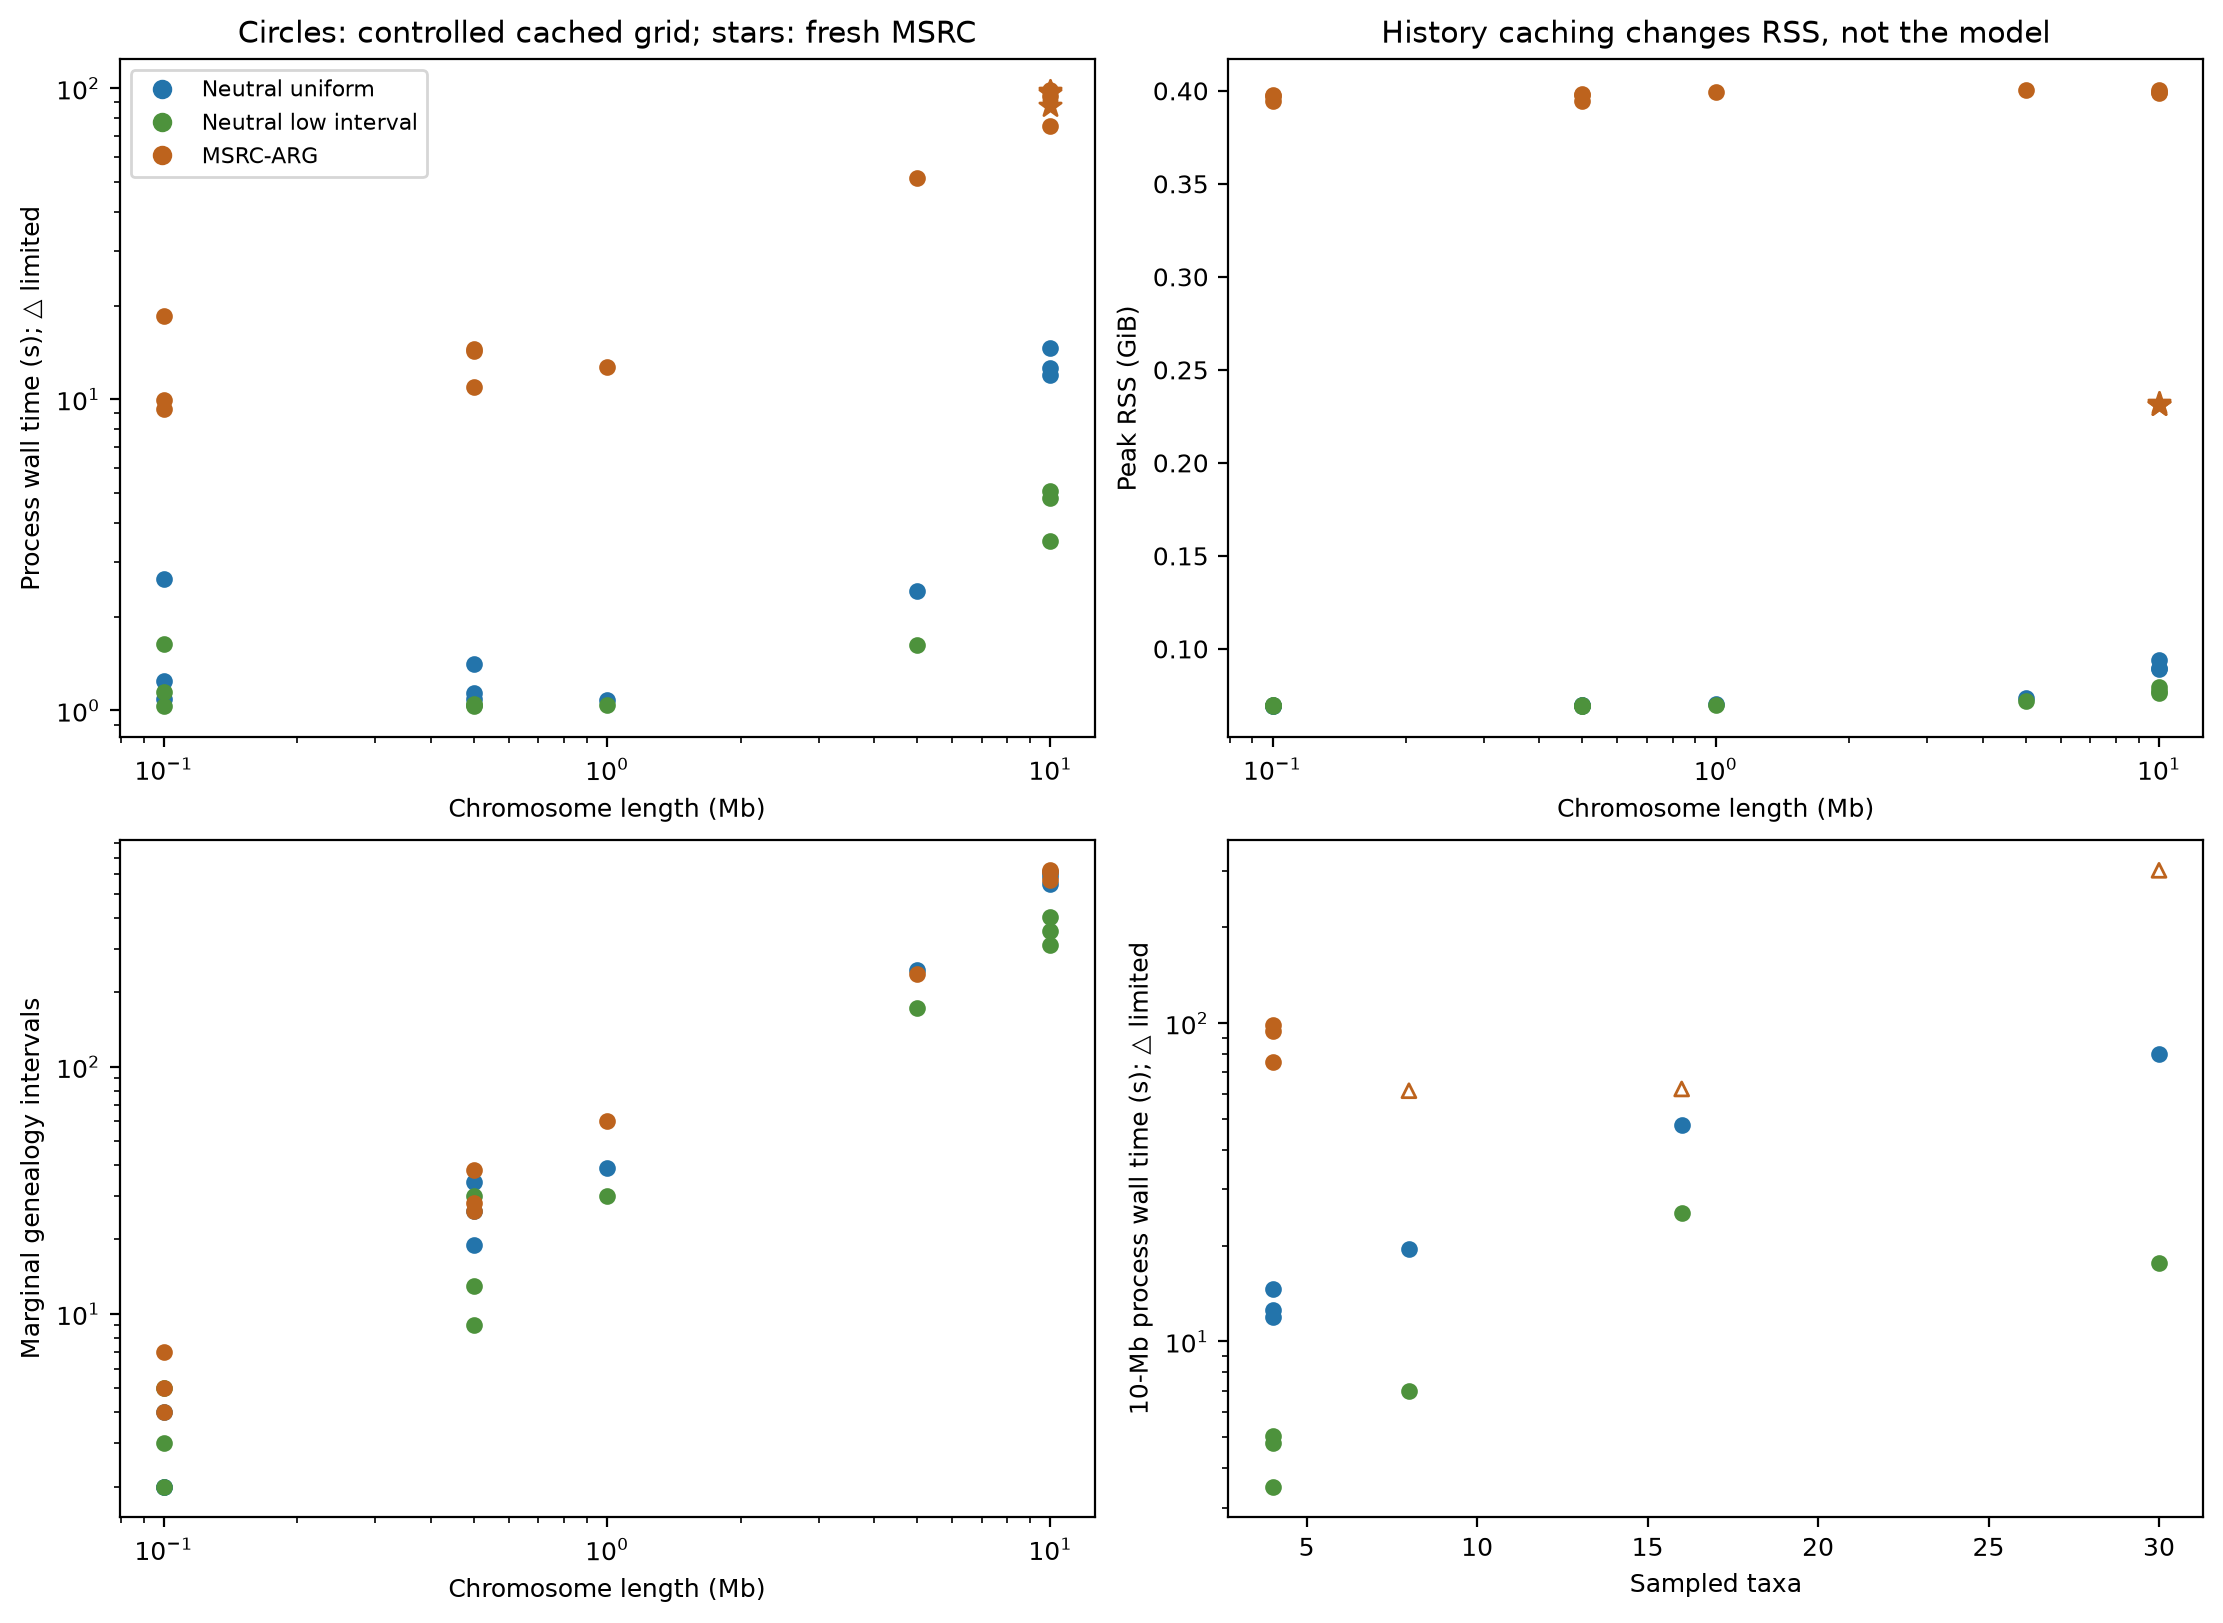 Circles: controlled cached grid; stars: fresh MSRC
Process wall time (s); △ limited
10²
10¹
10⁰
Neutral uniform
Neutral low interval
MSRC-ARG
10⁻¹
10⁰
10¹
Chromosome length (Mb)
History caching changes RSS, not the model
Peak RSS (GiB)
0.40
0.35
0.30
0.25
0.20
0.15
0.10
10⁻¹
10⁰
10¹
Chromosome length (Mb)
Marginal genealogy intervals
10²
10¹
10⁻¹
10⁰
10¹
Chromosome length (Mb)
10-Mb process wall time (s); △ limited
10²
10¹
5
10
15
20
25
30
Sampled taxa